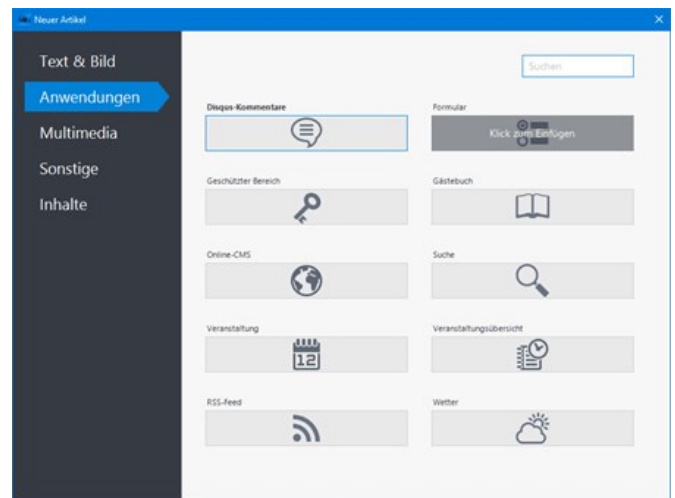 Neuer Artikel
Text & Bild
Anwendungen
Multimedia
Sonstige
Inhalte
Suchen
Disqus-Kommentare
Formular
Klick zum Einfügen
Geschützter Bereich
Gästebuch
Online-CMS
Suche
Veranstaltung
Veranstaltungsübersicht
12
RSS-Feed
Wetter